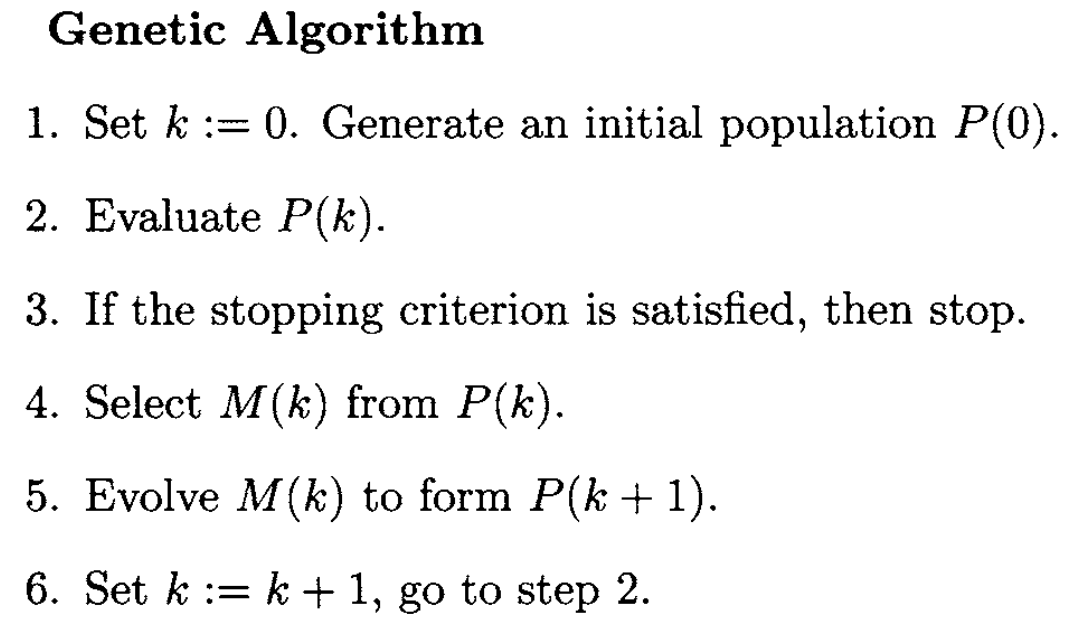 Genetic Algorithm
1. Set k := 0. Generate an initial population P(0).
2. Evaluate P(k).
3. If the stopping criterion is satisfied, then stop.
4. Select M(k) from P(k).
5. Evolve M(k) to form P(k + 1).
6. Set k := k + 1, go to step 2.